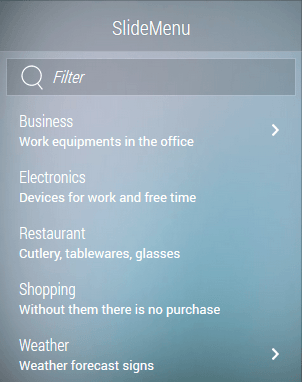 SlideMenu
Filter
Business
Work equipments in the office
Electronics
Devices for work and free time
Restaurant
Cutlery, tablewares, glasses
Shopping
Without them there is no purchase
Weather
Weather forecast signs